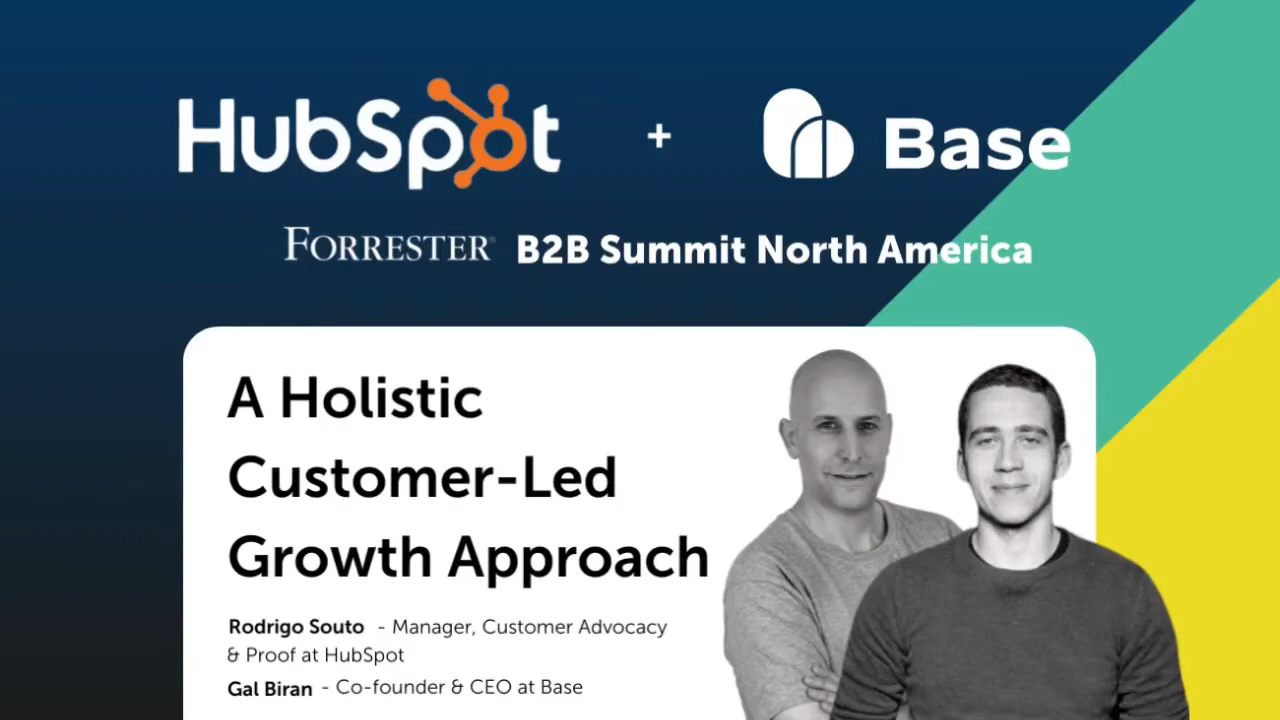 HubSpot + Base
FORRESTER® B2B Summit North America
A Holistic
Customer-Led
Growth Approach
Rodrigo Souto - Manager, Customer Advocacy
& Proof at HubSpot
Gal Biran - Co-founder & CEO at Base